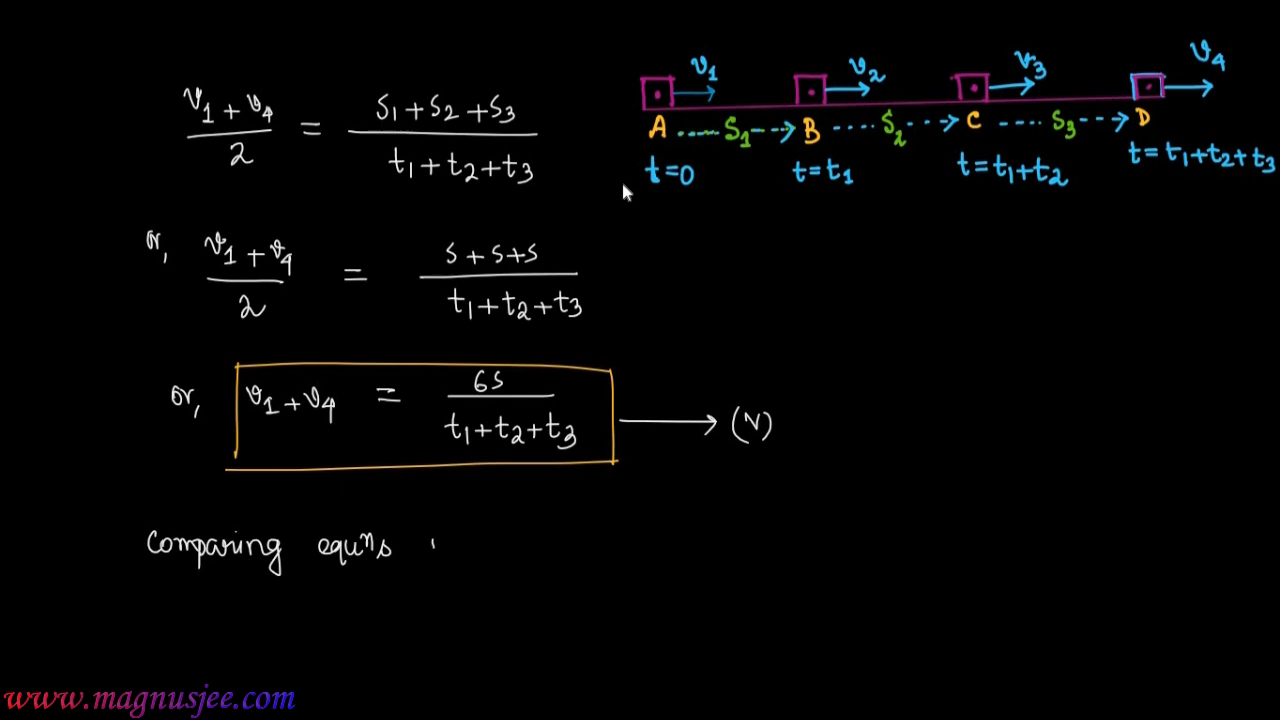 (v₁ + v₄)/2 = (s₁ + s₂ + s₃)/(t₁ + t₂ + t₃)
v₁ v₂ v₃ v₄
A S₁ B S₂ C S₃ D
t=0 t=t₁ t=t₁+t₂ t=t₁+t₂+t₃
or, (v₁ + v₄)/2 = (s + s + s)/(t₁ + t₂ + t₃)
or, v₁ + v₄ = 6s/(t₁ + t₂ + t₃) → (V)
Comparing equⁿs
www.magnusjee.com